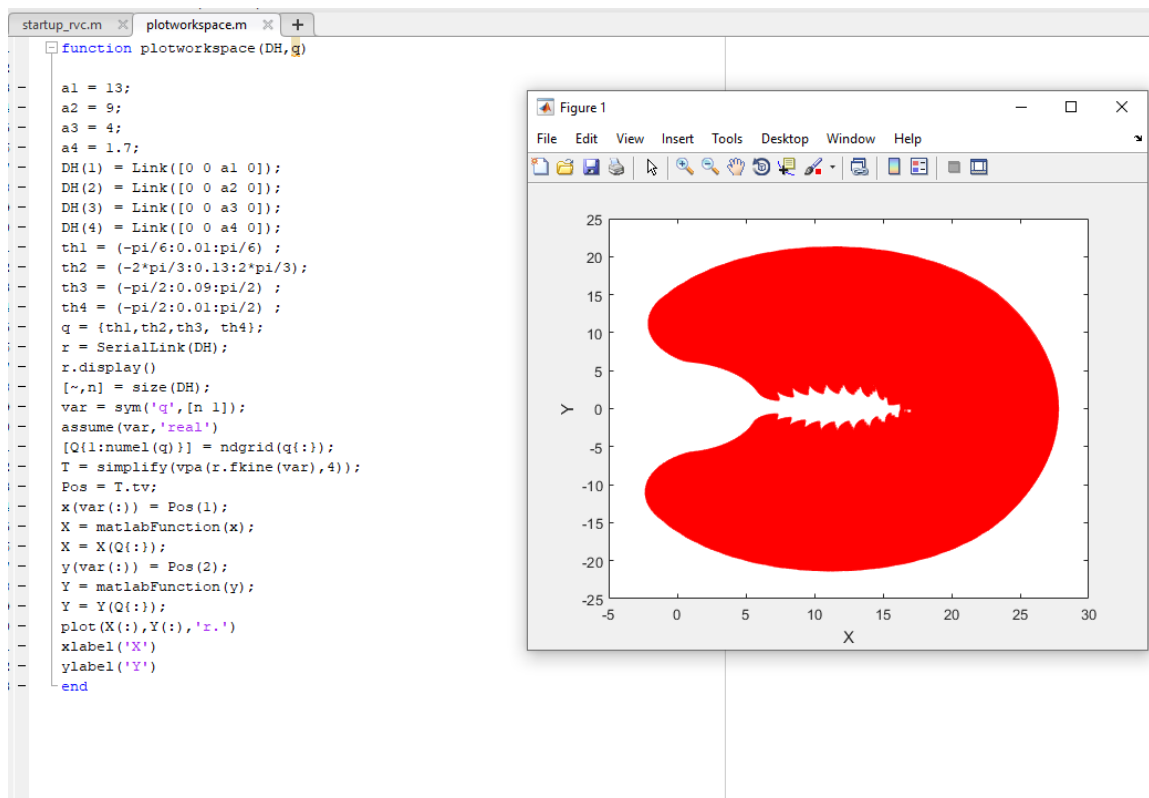 startup_rvc.m × plotworkspace.m × +
function plotworkspace(DH,q)
a1 = 13;
a2 = 9;
a3 = 4;
a4 = 1.7;
DH(1) = Link([0 0 a1 0]);
DH(2) = Link([0 0 a2 0]);
DH(3) = Link([0 0 a3 0]);
DH(4) = Link([0 0 a4 0]);
th1 = (-pi/6:0.01:pi/6) ;
th2 = (-2*pi/3:0.13:2*pi/3);
th3 = (-pi/2:0.09:pi/2) ;
th4 = (-pi/2:0.01:pi/2) ;
q = {th1,th2,th3, th4};
r = SerialLink(DH);
r.display()
[~,n] = size(DH);
var = sym('q',[n 1]);
assume(var,'real')
[Q{1:numel(q)}] = ndgrid(q{:});
T = simplify(vpa(r.fkine(var),4));
Pos = T.tv;
x(var(:)) = Pos(1);
X = matlabFunction(x);
X = X(Q{:});
y(var(:)) = Pos(2);
Y = matlabFunction(y);
Y = Y(Q{:});
plot(X(:),Y(:),'r.')
xlabel('X')
ylabel('Y')
end
Figure 1
File Edit View Insert Tools Desktop Window Help
25
20
15
10
5
0
-5
-10
-15
-20
-25
Y
-5 0 5 10 15 20 25 30
X